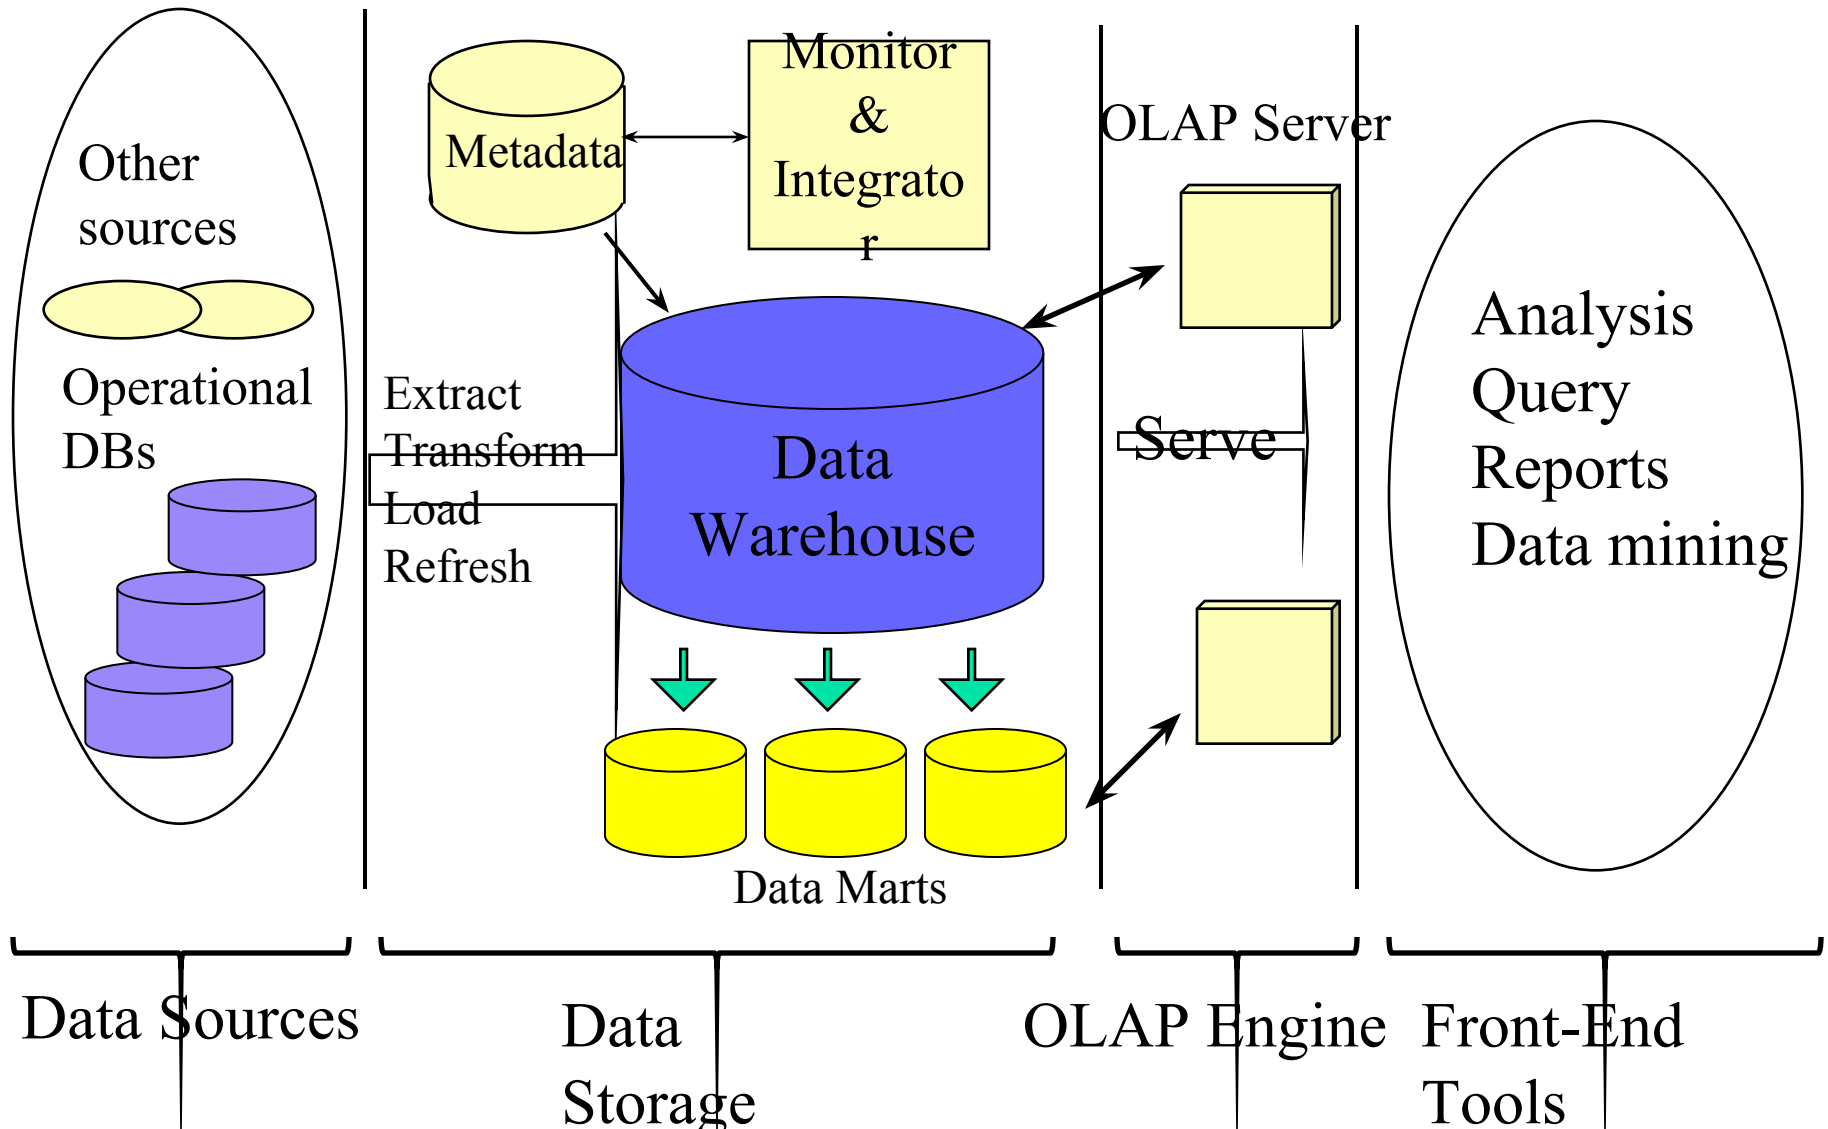 Other
sources
Operational
DBs
Extract
Transform
Load
Refresh
Metadata
Monitor
&
Integrato
r
Data
Warehouse
Data Marts
OLAP Server
Serve
Analysis
Query
Reports
Data mining
Data Sources
Data
Storage
OLAP Engine
Front-End
Tools